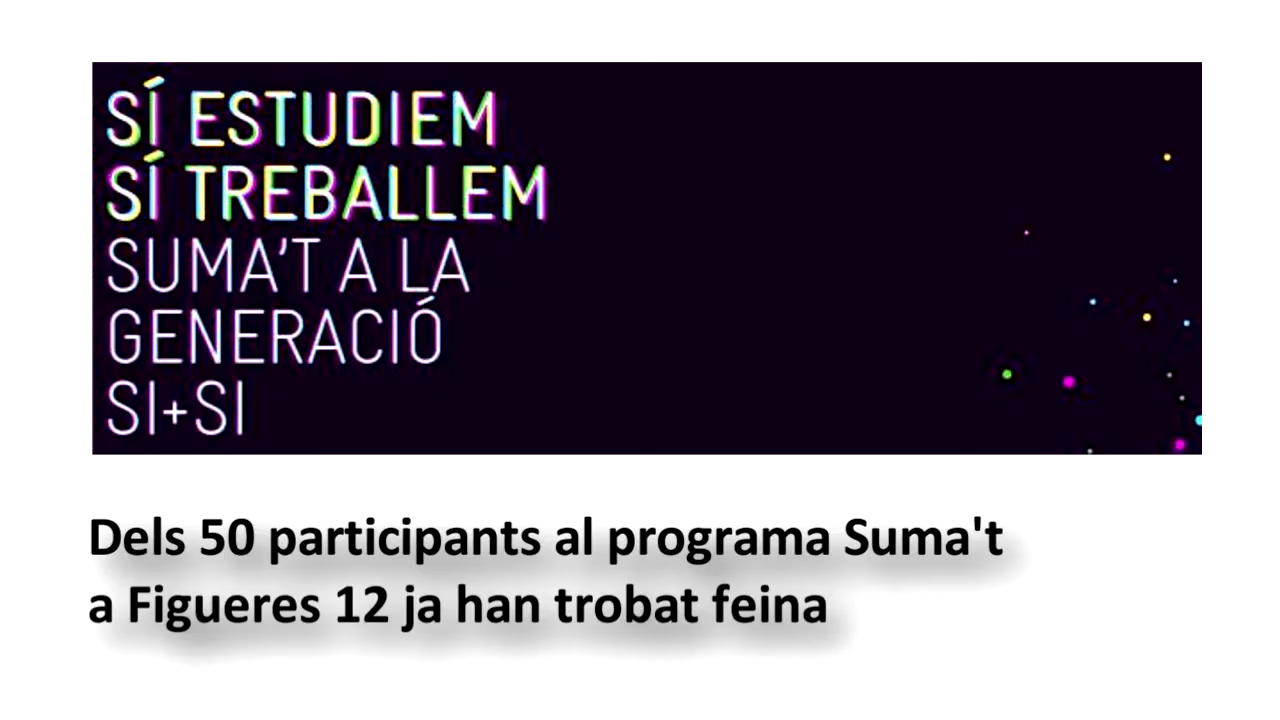 SÍ ESTUDIEM
SÍ TREBALLEM
SUMA'T A LA
GENERACIÓ
SI+SI
Dels 50 participants al programa Suma't
a Figueres 12 ja han trobat feina